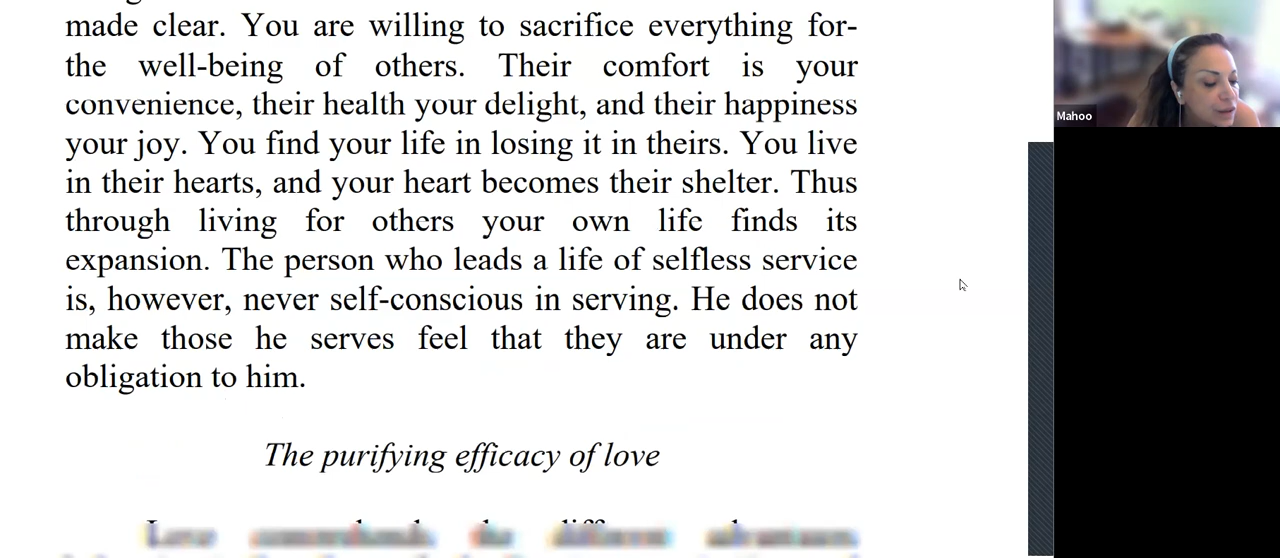 made clear. You are willing to sacrifice everything for-
the well-being of others. Their comfort is your
convenience, their health your delight, and their happiness
your joy. You find your life in losing it in theirs. You live
in their hearts, and your heart becomes their shelter. Thus
through living for others your own life finds its
expansion. The person who leads a life of selfless service
is, however, never self-conscious in serving. He does not
make those he serves feel that they are under any
obligation to him.
The purifying efficacy of love
Mahoo